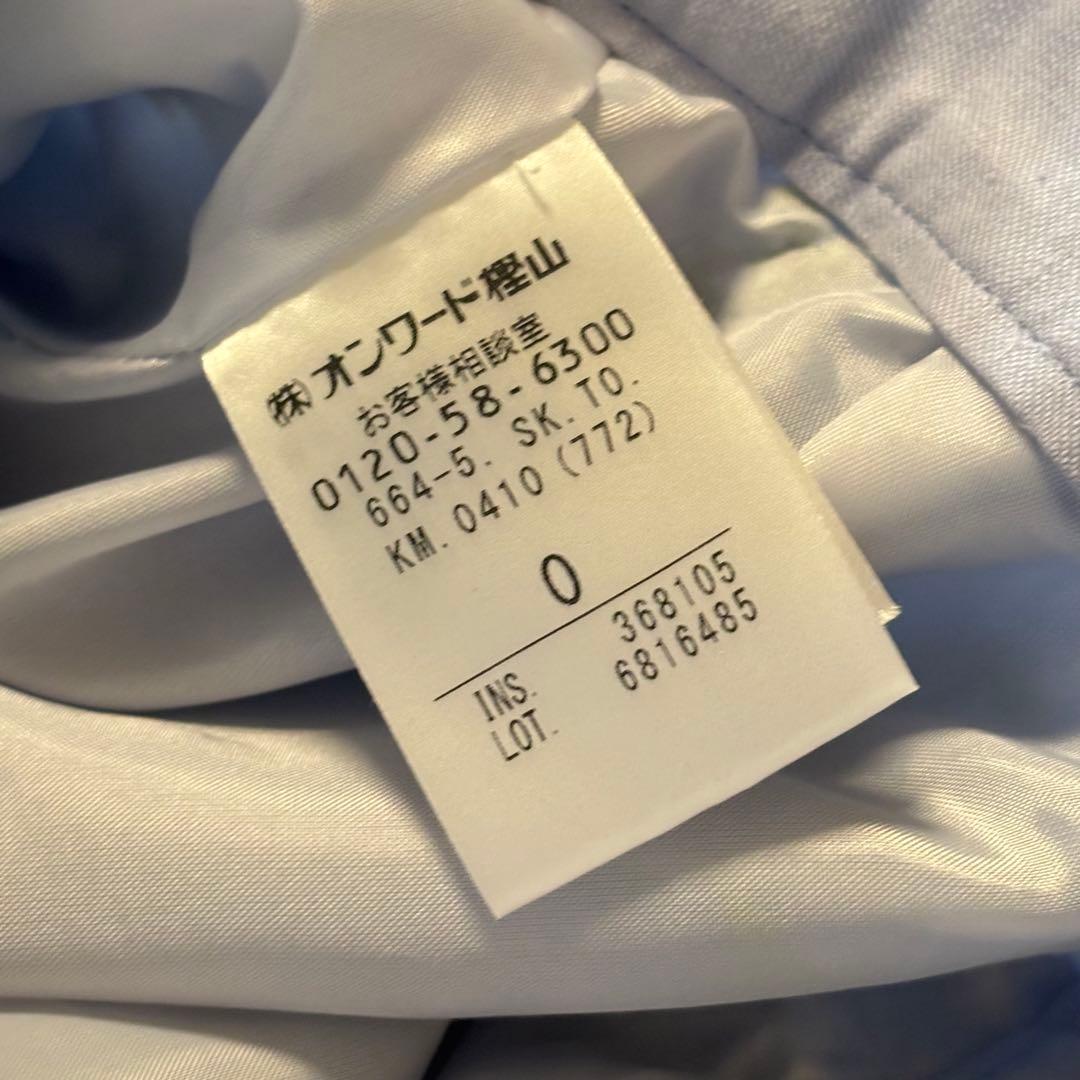 ㈱オンワード樫山
お客様相談室
0120-58-6300
664-5. SK. TO.
KM. 0410 (772)
0
INS. 368105
LOT. 6816485